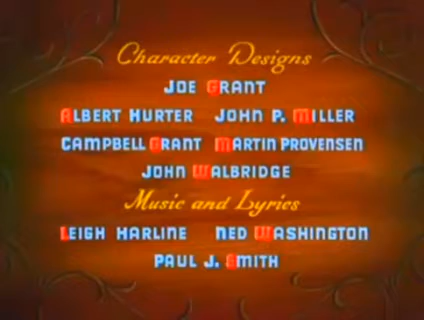 Character Designs
JOE GRANT
ALBERT HURTER JOHN P. MILLER
CAMPBELL GRANT MARTIN PROVENSEN
JOHN WALBRIDGE
Music and Lyrics
LEIGH HARLINE NED WASHINGTON
PAUL J. SMITH